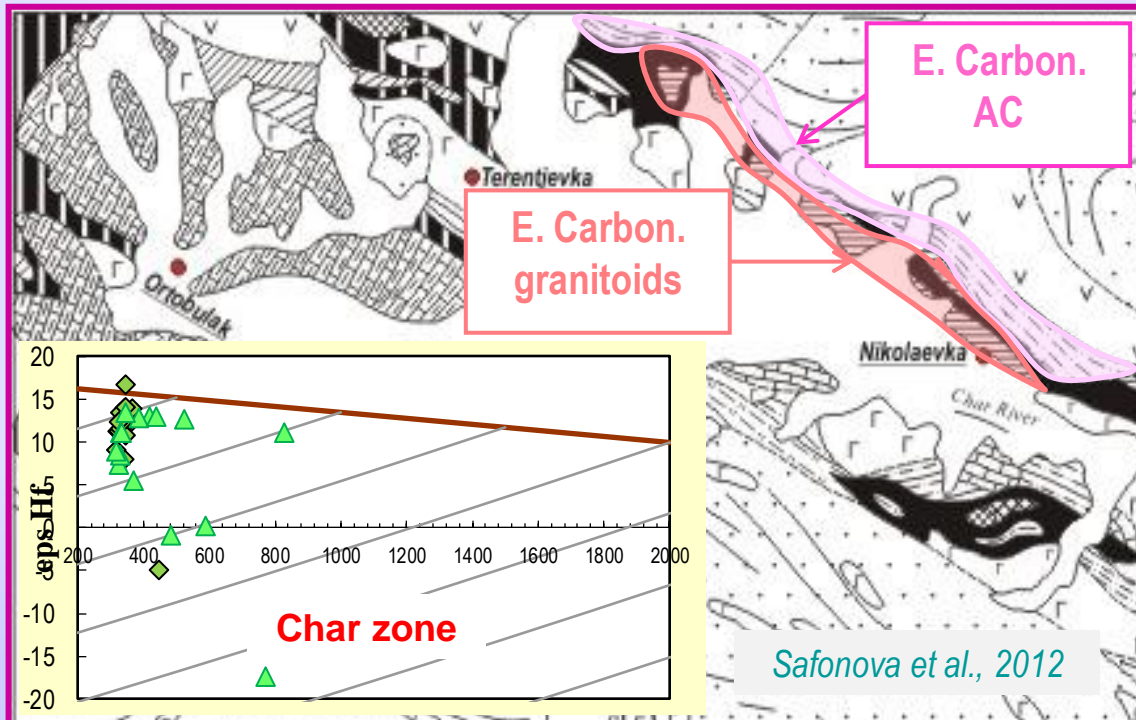 E. Carbon.
AC
Terentjevka
E. Carbon.
granitoids
Ortobulak
Nikolaevka
Char River
20
15
10
5
0
-5
-10
-15
-20
eps Hf
200 400 600 800 1000 1200 1400 1600 1800 2000
Char zone
Safonova et al., 2012